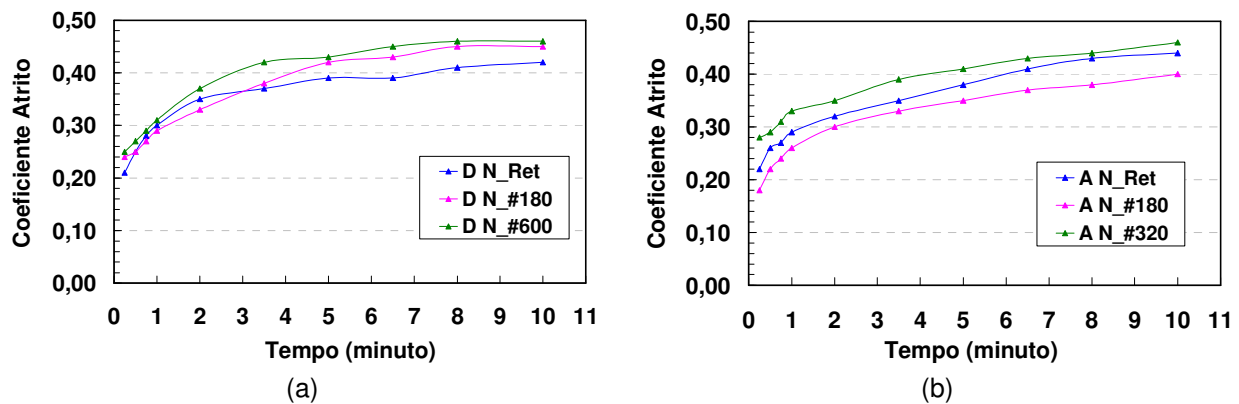 Coeficiente Atrito
0,50
0,40
0,30
0,20
0,10
0,00
D N_Ret
D N_#180
D N_#600
0 1 2 3 4 5 6 7 8 9 10 11
Tempo (minuto)
(a)
Coeficiente Atrito
0,50
0,40
0,30
0,20
0,10
0,00
A N_Ret
A N_#180
A N_#320
0 1 2 3 4 5 6 7 8 9 10 11
Tempo (minuto)
(b)